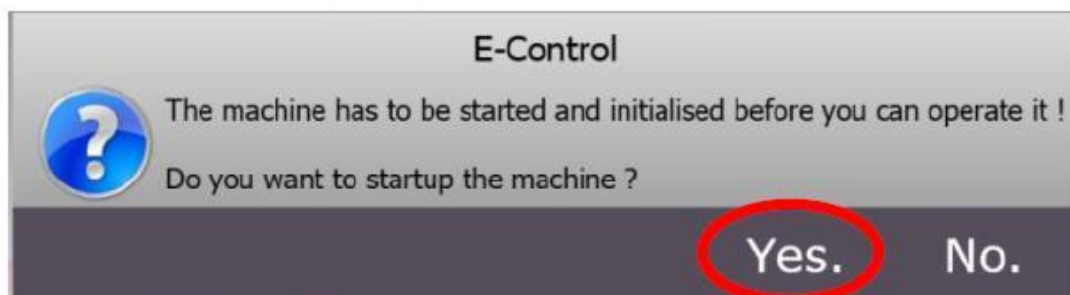 E-Control
The machine has to be started and initialised before you can operate it !
Do you want to startup the machine ?
Yes. No.